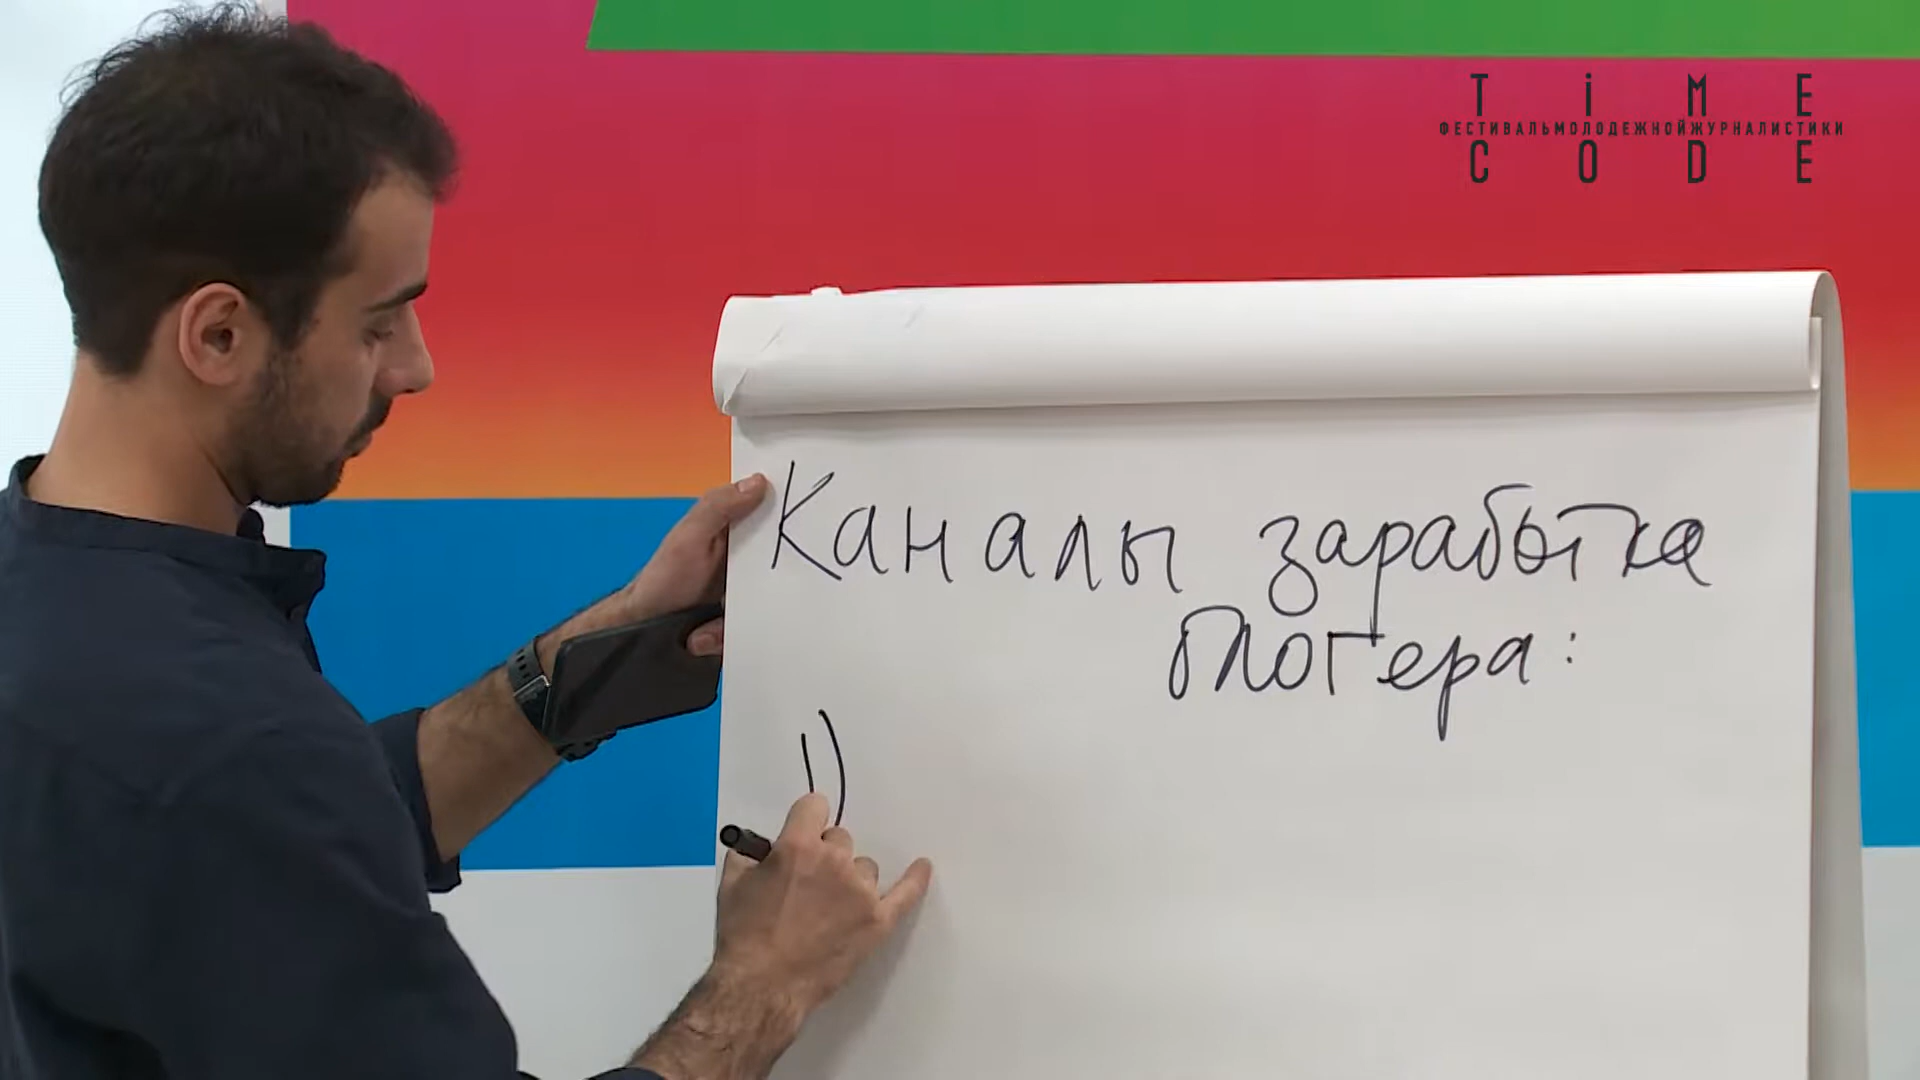 TiME
ФЕСТИВАЛЬМОЛОДЕЖНОЙЖУРНАЛИСТИКИ
CODE
Каналы заработка
блогера:
1)